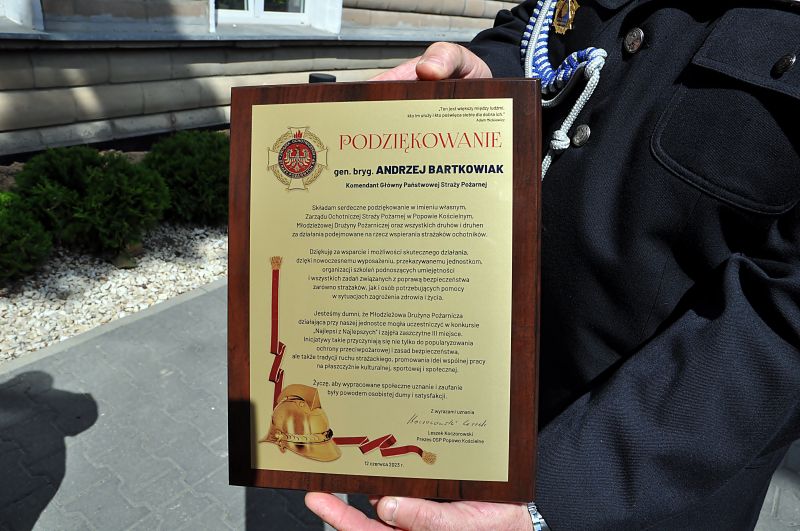 „Ten jest większy między ludźmi,
kto im służy i kto poświęca siebie dla dobra ich."
Adam Mickiewicz
PODZIĘKOWANIE
gen. bryg. ANDRZEJ BARTKOWIAK
Komendant Główny Państwowej Straży Pożarnej
Składam serdeczne podziękowanie w imieniu własnym,
Zarządu Ochotniczej Straży Pożarnej w Popowie Kościelnym,
Młodzieżowej Drużyny Pożarniczej oraz wszystkich druhów i druhen
za działania podejmowane na rzecz wspierania strażaków ochotników.
Dziękuję za wsparcie i możliwości skutecznego działania,
dzięki nowoczesnemu wyposażeniu, przekazywanemu jednostkom,
organizacji szkoleń podnoszących umiejętności
i wszystkich zadań związanych z poprawą bezpieczeństwa
zarówno strażaków, jak i osób potrzebujących pomocy
w sytuacjach zagrożenia zdrowia i życia.
Jesteśmy dumni, że Młodzieżowa Drużyna Pożarnicza
działająca przy naszej jednostce mogła uczestniczyć w konkursie
„Najlepsi z Najlepszych" i zajęła zaszczytne III miejsce.
Inicjatywy takie przyczyniają się nie tylko do popularyzowania
ochrony przeciwpożarowej i zasad bezpieczeństwa,
ale także tradycji ruchu strażackiego, promowania idei wspólnej pracy
na płaszczyźnie kulturalnej, sportowej i społecznej.
Życzę, aby wypracowane społeczne uznanie i zaufanie
były powodem osobistej dumy i satysfakcji.
Z wyrazami uznania
Leszek Kaczorowski
Prezes OSP Popowo Kościelne
12 czerwca 2023 r.